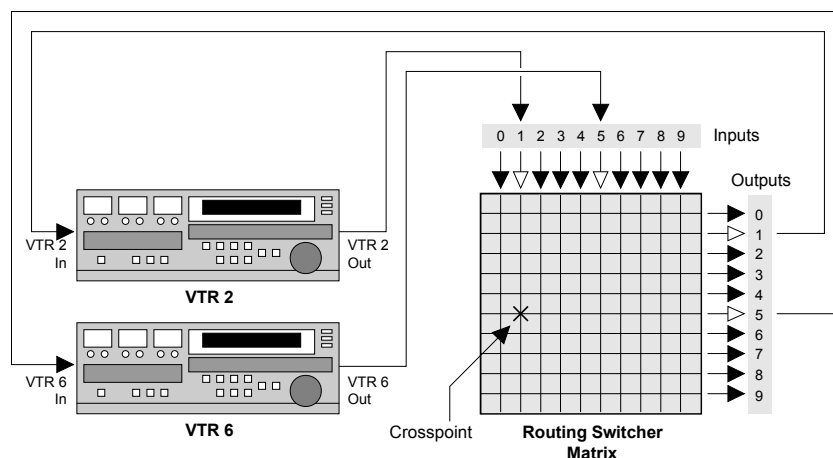 0 1 2 3 4 5 6 7 8 9 Inputs
Outputs
0
1
2
3
4
5
6
7
8
9
VTR 2
In
VTR 2
Out
VTR 2
VTR 6
In
VTR 6
Out
VTR 6
Crosspoint
Routing Switcher
Matrix